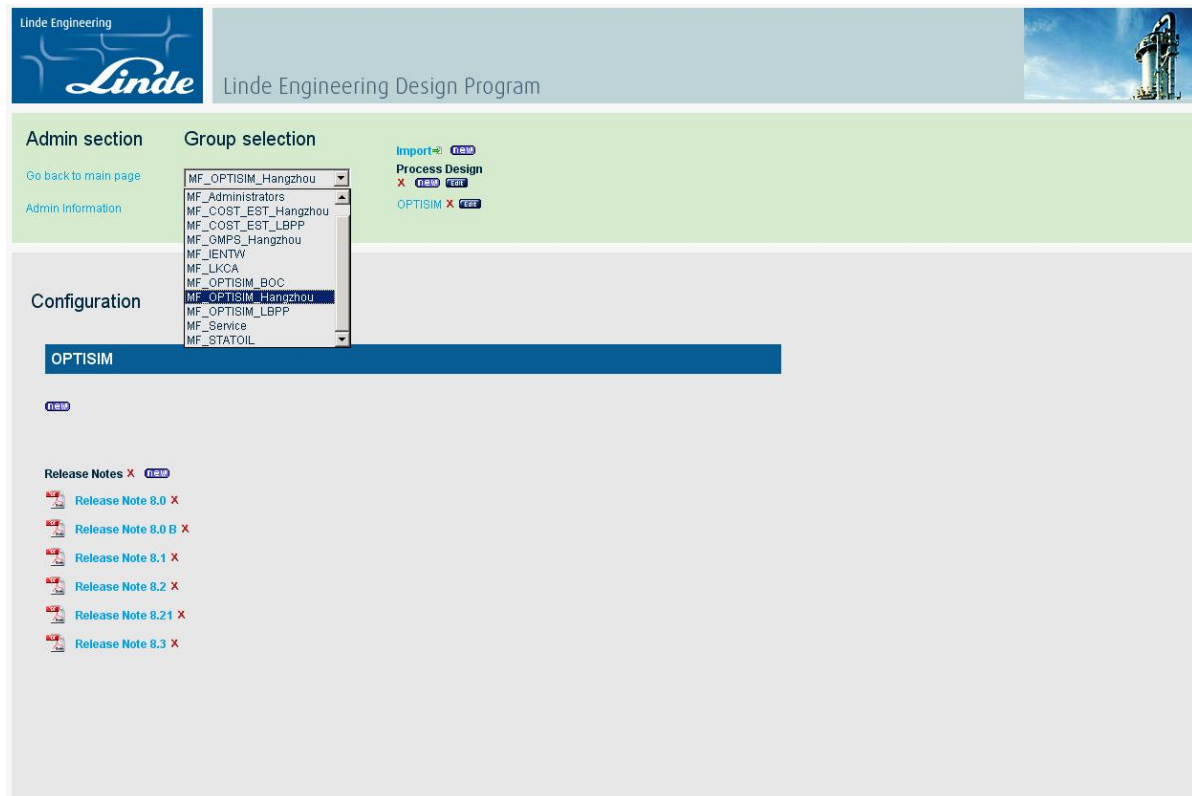 Linde Engineering
Linde
Linde Engineering Design Program
Admin section
Go back to main page
Admin Information
Group selection
MF_OPTISIM_Hangzhou
MF_Administrators
MF_COST_EST_Hangzhou
MF_COST_EST_LBPP
MF_GMPS_Hangzhou
MF_IENTW
MF_LKCA
MF_OPTISIM_BOC
MF_OPTISIM_Hangzhou
MF_OPTISIM_LBPP
MF_Service
MF_STATOIL
Import new
Process Design
X new Edit
OPTISIM X Edit
Configuration
OPTISIM
new
Release Notes X new
Release Note 8.0 X
Release Note 8.0 B X
Release Note 8.1 X
Release Note 8.2 X
Release Note 8.21 X
Release Note 8.3 X